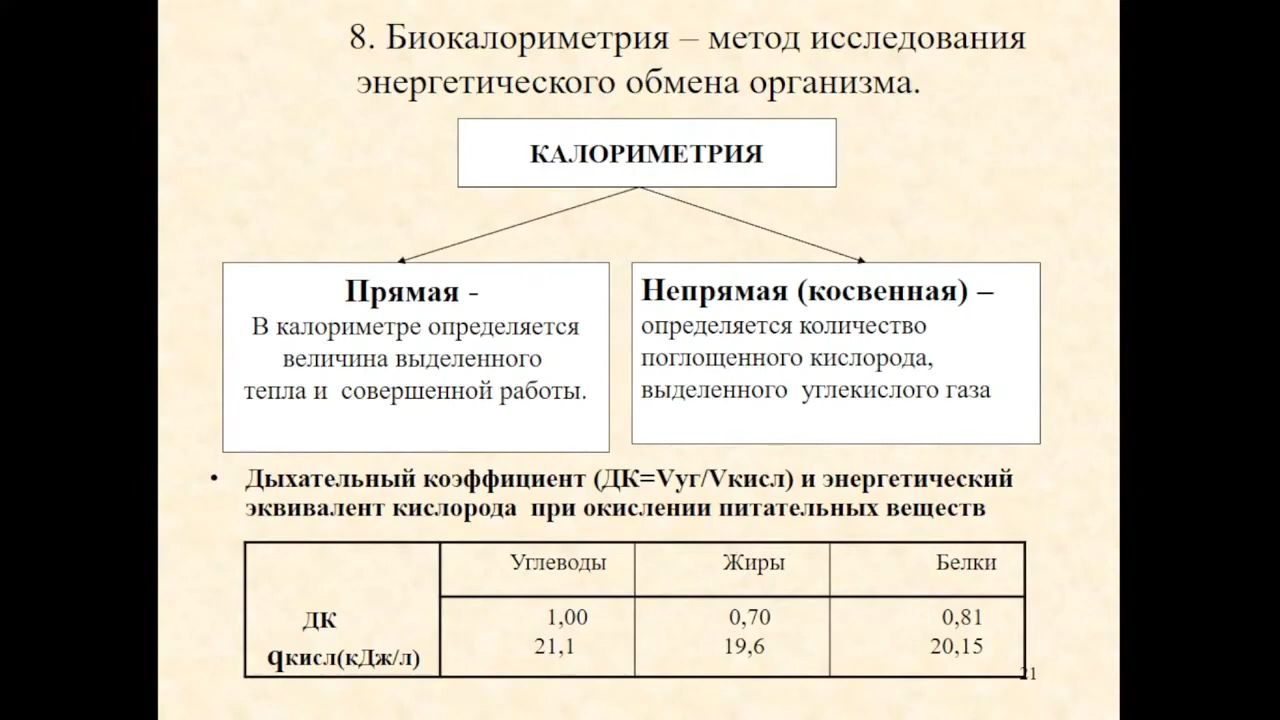 8. Биокалориметрия – метод исследования
энергетического обмена организма.
КАЛОРИМЕТРИЯ
Прямая -
В калориметре определяется
величина выделенного
тепла и совершенной работы.
Непрямая (косвенная) –
определяется количество
поглощенного кислорода,
выделенного углекислого газа
• Дыхательный коэффициент (ДК=Vуг/Vкисл) и энергетический
эквивалент кислорода при окислении питательных веществ
Углеводы Жиры Белки
ДК 1,00 0,70 0,81
qкисл(кДж/л) 21,1 19,6 20,15
21